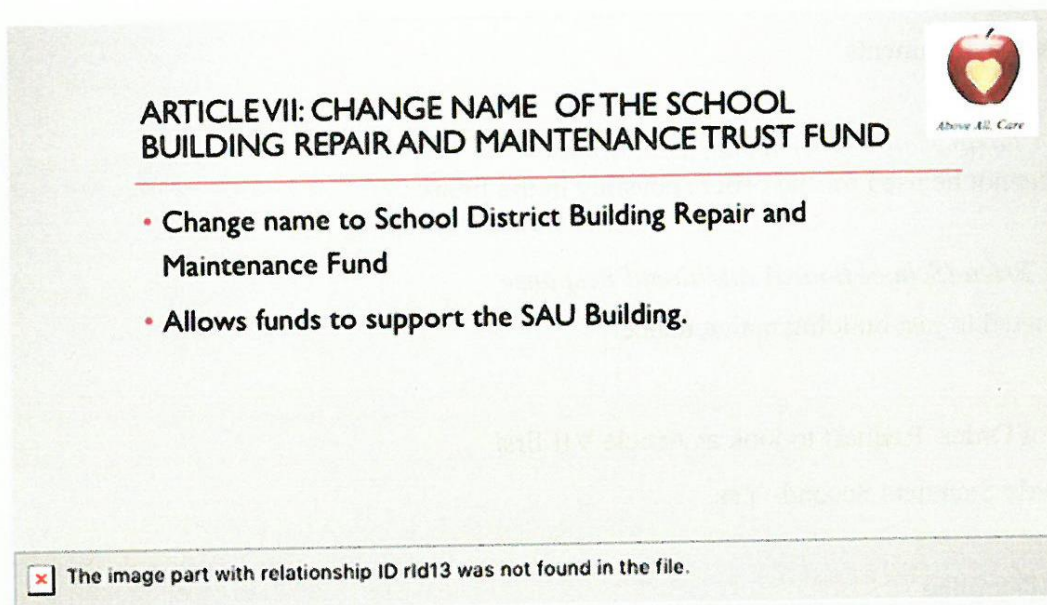 ARTICLE VII: CHANGE NAME OF THE SCHOOL
BUILDING REPAIR AND MAINTENANCE TRUST FUND
Above All, Care
• Change name to School District Building Repair and
Maintenance Fund
• Allows funds to support the SAU Building.
The image part with relationship ID rId13 was not found in the file.